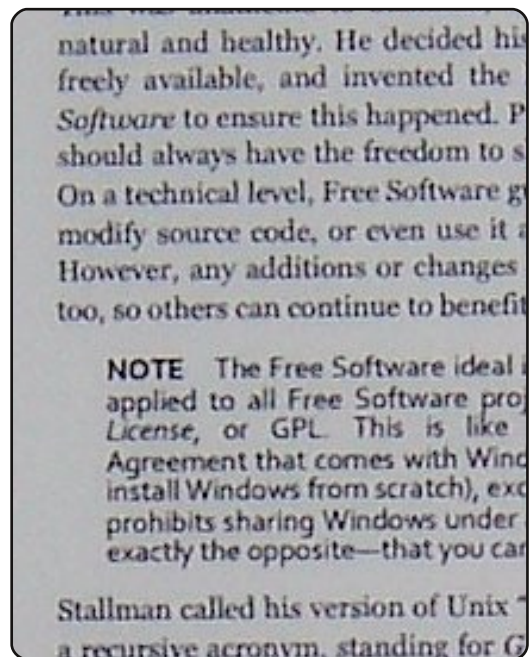 natural and healthy. He decided his
freely available, and invented the
Software to ensure this happened. P
should always have the freedom to s
On a technical level, Free Software g
modify source code, or even use it a
However, any additions or changes
too, so others can continue to benefit
NOTE The Free Software ideal i
applied to all Free Software pro
License, or GPL. This is like
Agreement that comes with Wind
install Windows from scratch), exc
prohibits sharing Windows under
exactly the opposite—that you can
Stallman called his version of Unix
a recursive acronym, standing for G